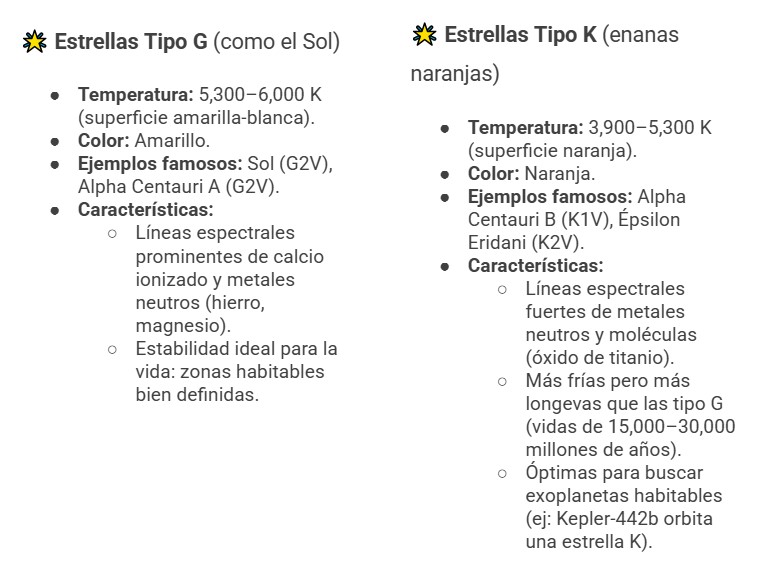 🌟 Estrellas Tipo G (como el Sol)
● Temperatura: 5,300–6,000 K
(superficie amarilla-blanca).
● Color: Amarillo.
● Ejemplos famosos: Sol (G2V),
Alpha Centauri A (G2V).
● Características:
○ Líneas espectrales
prominentes de calcio
ionizado y metales
neutros (hierro,
magnesio).
○ Estabilidad ideal para la
vida: zonas habitables
bien definidas.
🌟 Estrellas Tipo K (enanas
naranjas)
● Temperatura: 3,900–5,300 K
(superficie naranja).
● Color: Naranja.
● Ejemplos famosos: Alpha
Centauri B (K1V), Épsilon
Eridani (K2V).
● Características:
○ Líneas espectrales
fuertes de metales
neutros y moléculas
(óxido de titanio).
○ Más frías pero más
longevas que las tipo G
(vidas de 15,000–30,000
millones de años).
○ Óptimas para buscar
exoplanetas habitables
(ej: Kepler-442b orbita
una estrella K).